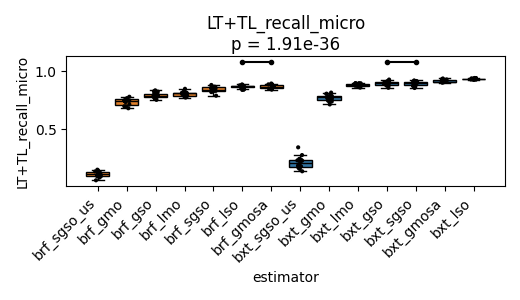 LT+TL_recall_micro
p = 1.91e-36
LT+TL_recall_micro
1.0
0.5
brf_sgso_us
brf_gmo
brf_gso
brf_lmo
brf_sgso
brf_lso
brf_gmosa
bxt_sgso_us
bxt_gmo
bxt_lmo
bxt_gso
bxt_sgso
bxt_gmosa
bxt_lso
estimator